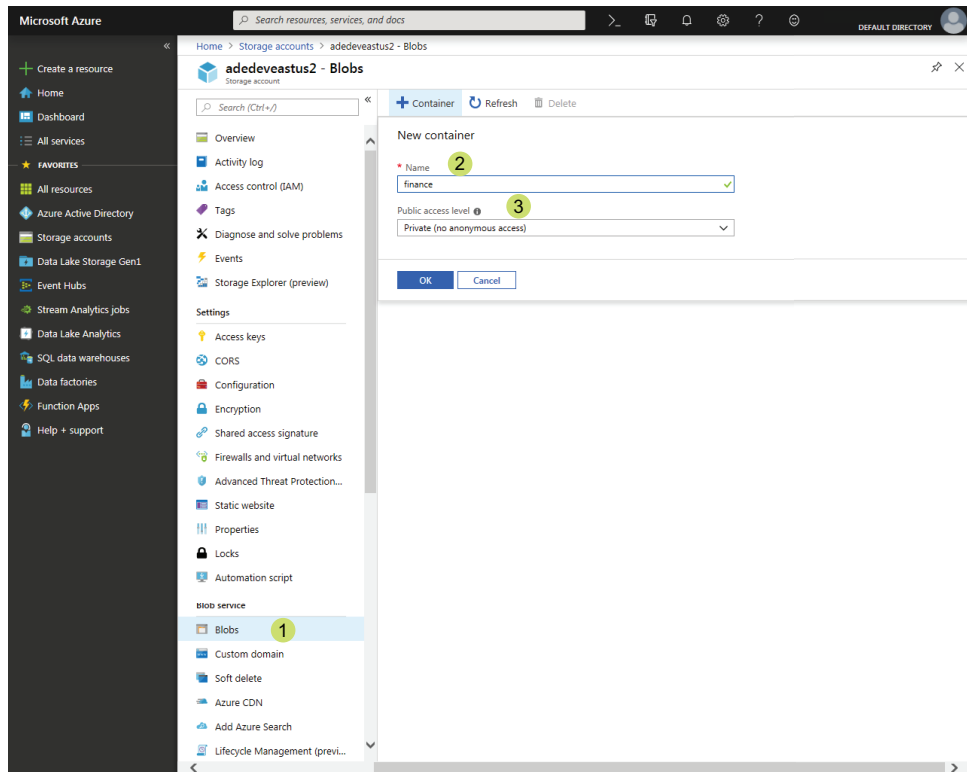 Microsoft Azure
Search resources, services, and docs
DEFAULT DIRECTORY
Create a resource
Home
Dashboard
All services
FAVORITES
All resources
Azure Active Directory
Storage accounts
Data Lake Storage Gen1
Event Hubs
Stream Analytics jobs
Data Lake Analytics
SQL data warehouses
Data factories
Function Apps
Help + support
Home > Storage accounts > adedeveastus2 - Blobs
adedeveastus2 - Blobs
Storage account
Search (Ctrl+/)
Overview
Activity log
Access control (IAM)
Tags
Diagnose and solve problems
Events
Storage Explorer (preview)
Settings
Access keys
CORS
Configuration
Encryption
Shared access signature
Firewalls and virtual networks
Advanced Threat Protection...
Static website
Properties
Locks
Automation script
Blob service
Blobs 1
Custom domain
Soft delete
Azure CDN
Add Azure Search
Lifecycle Management (previ...
Container Refresh Delete
New container
* Name 2
finance
Public access level 3
Private (no anonymous access)
OK Cancel